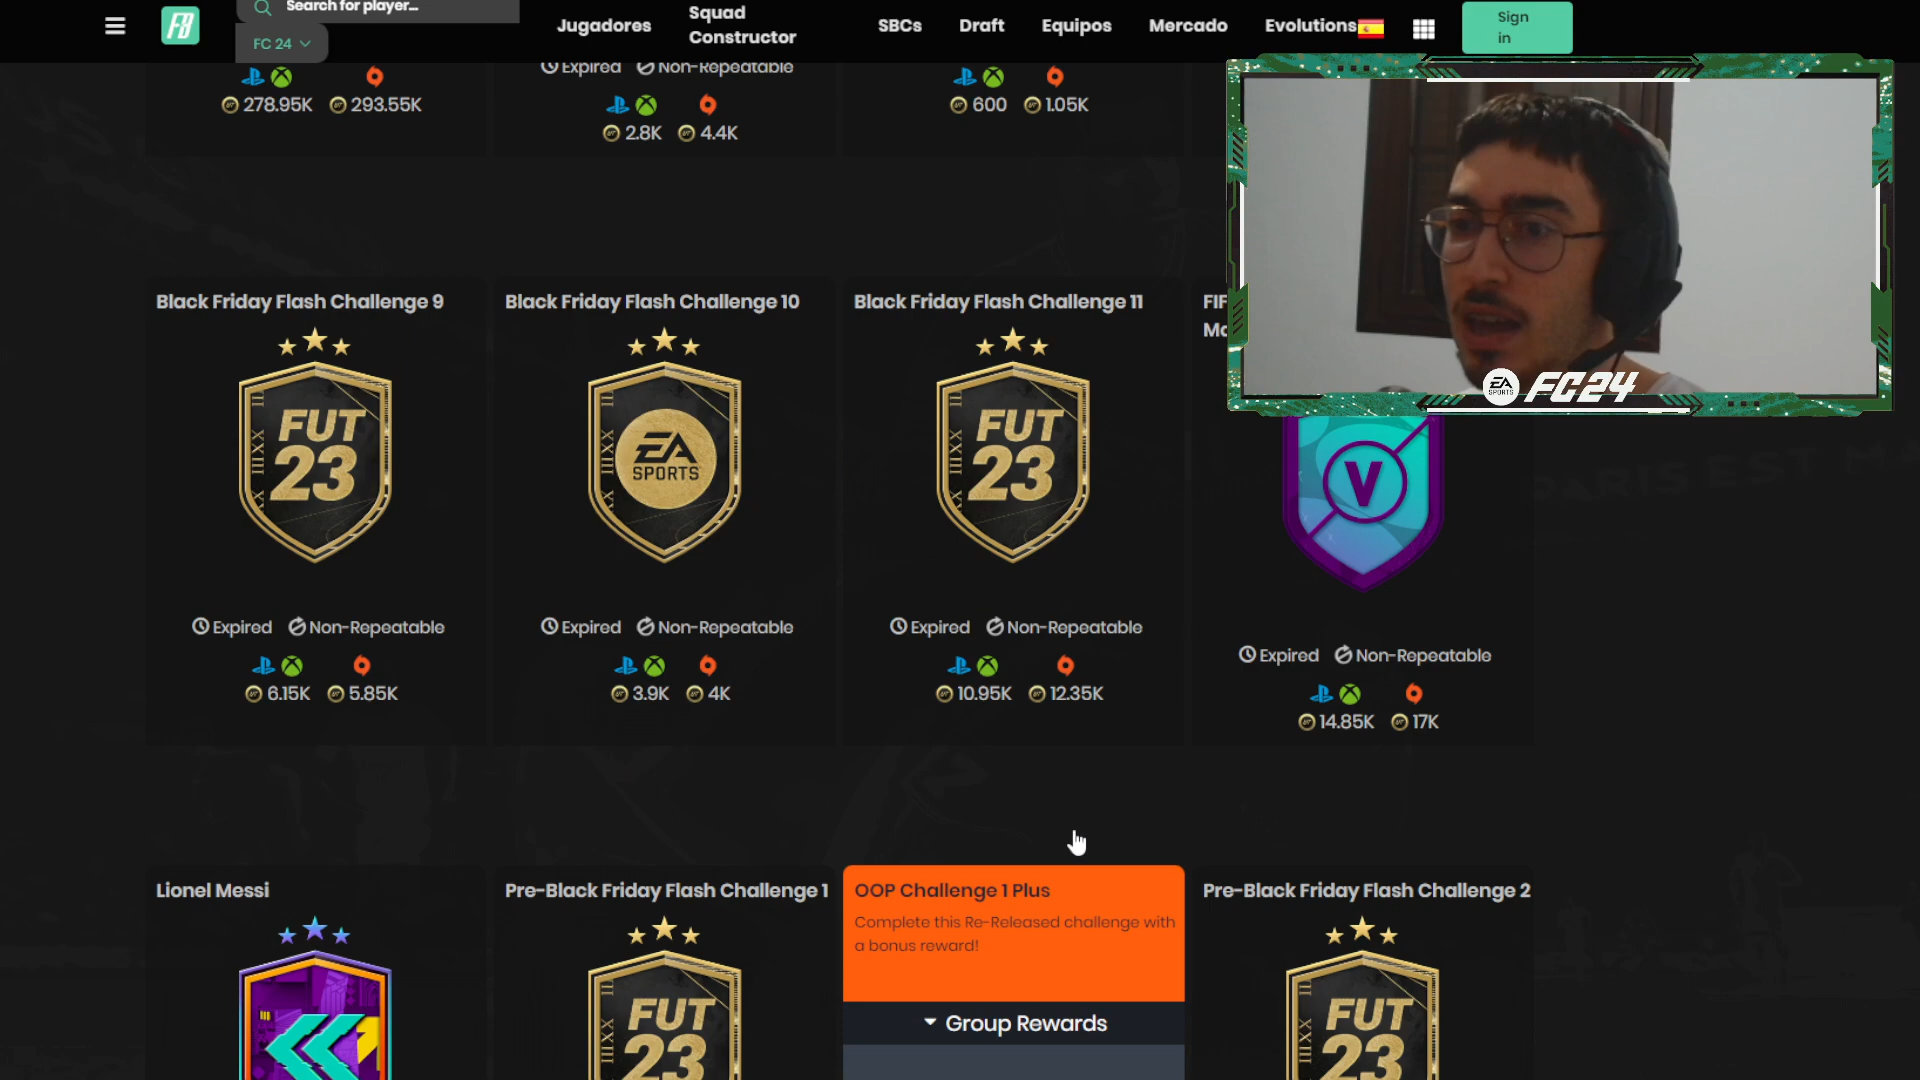 Search for player...
FC 24
Jugadores
Squad
Constructor
SBCs
Draft
Equipos
Mercado
Evolutions
Sign
in
278.95K 293.55K
Expired Non-Repeatable
2.8K 4.4K
600 1.05K
EA SPORTS FC24
Black Friday Flash Challenge 9
FUT
23
Expired Non-Repeatable
6.15K 5.85K
Black Friday Flash Challenge 10
EA
SPORTS
Expired Non-Repeatable
3.9K 4K
Black Friday Flash Challenge 11
FUT
23
Expired Non-Repeatable
10.95K 12.35K
V
Expired Non-Repeatable
14.85K 17K
Lionel Messi
Pre-Black Friday Flash Challenge 1
FUT
23
OOP Challenge 1 Plus
Complete this Re-Released challenge with
a bonus reward!
Group Rewards
Pre-Black Friday Flash Challenge 2
FUT
23